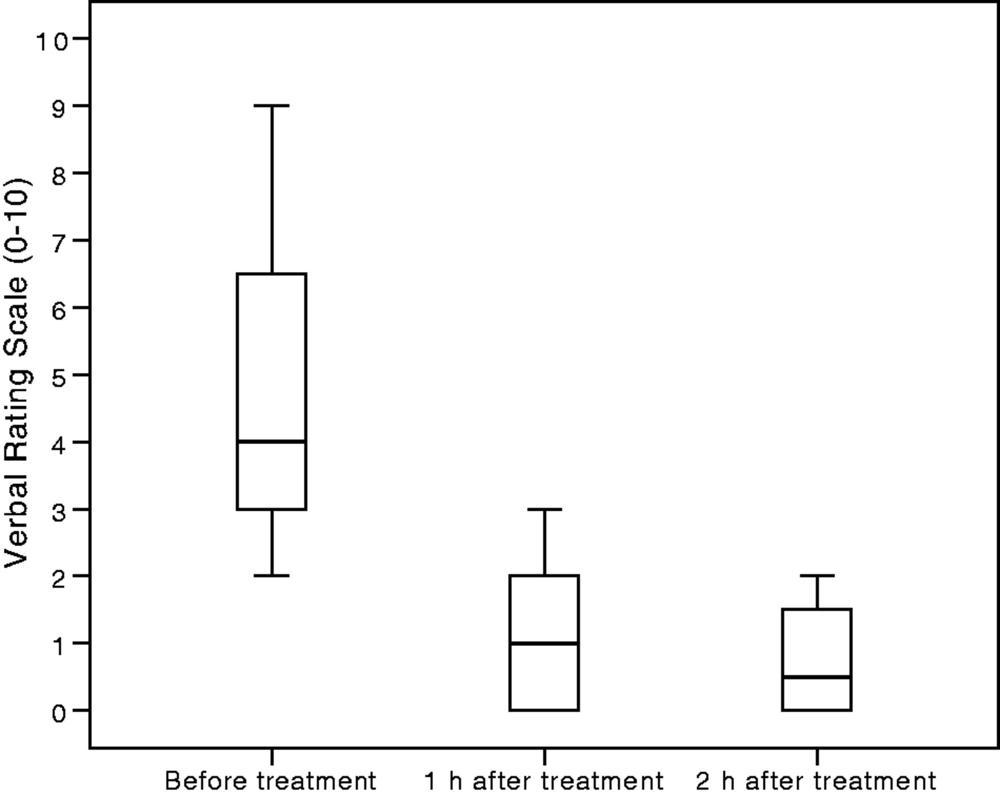 Verbal Rating Scale (0-10)
10
9
8
7
6
5
4
3
2
1
0
Before treatment
1 h after treatment
2 h after treatment